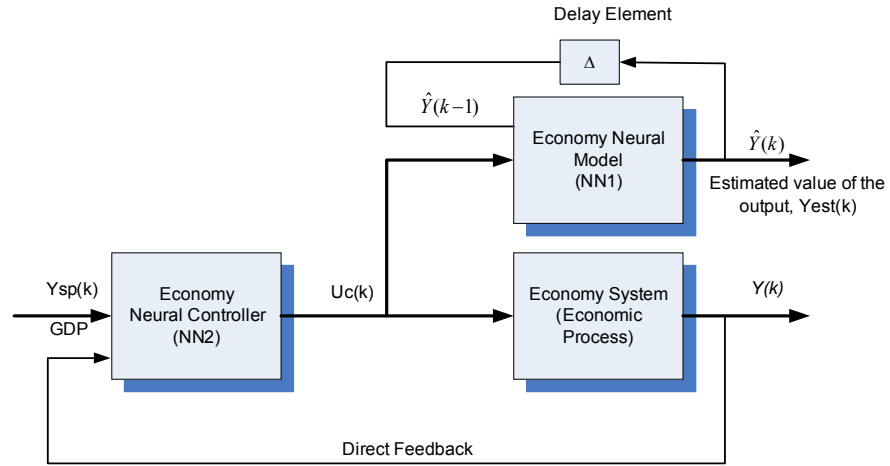 Delay Element
Δ
Ŷ(k−1)
Economy Neural
Model
(NN1)
Ŷ(k)
Estimated value of the
output, Yest(k)
Ysp(k)
GDP
Economy
Neural Controller
(NN2)
Uc(k)
Economy System
(Economic
Process)
Y(k)
Direct Feedback